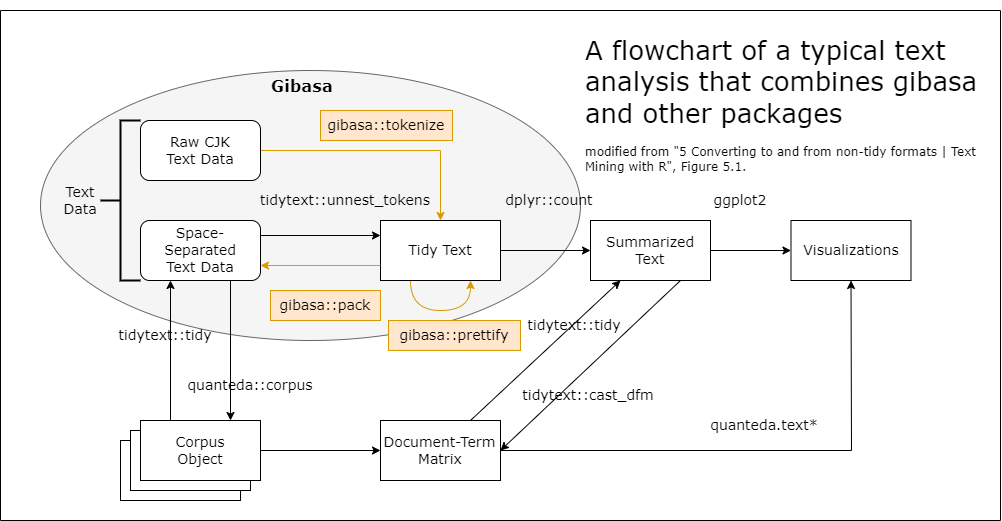 A flowchart of a typical text
analysis that combines gibasa
and other packages
modified from "5 Converting to and from non-tidy formats | Text
Mining with R", Figure 5.1.
Gibasa
gibasa::tokenize
Raw CJK
Text Data
Text
Data
tidytext::unnest_tokens
dplyr::count
ggplot2
Space-
Separated
Text Data
Tidy Text
Summarized
Text
Visualizations
gibasa::pack
gibasa::prettify
tidytext::tidy
tidytext::tidy
quanteda::corpus
tidytext::cast_dfm
quanteda.text*
Corpus
Object
Document-Term
Matrix